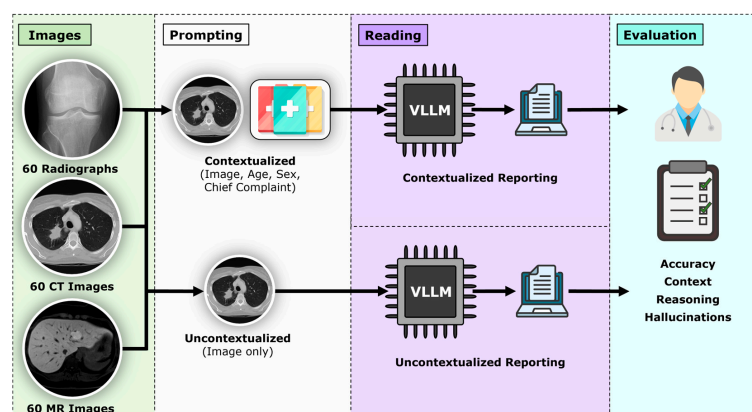 Images
Prompting
Reading
Evaluation
60 Radiographs
60 CT Images
60 MR Images
Contextualized
(Image, Age, Sex,
Chief Complaint)
Uncontextualized
(Image only)
VLLM
Contextualized Reporting
VLLM
Uncontextualized Reporting
Accuracy
Context
Reasoning
Hallucinations